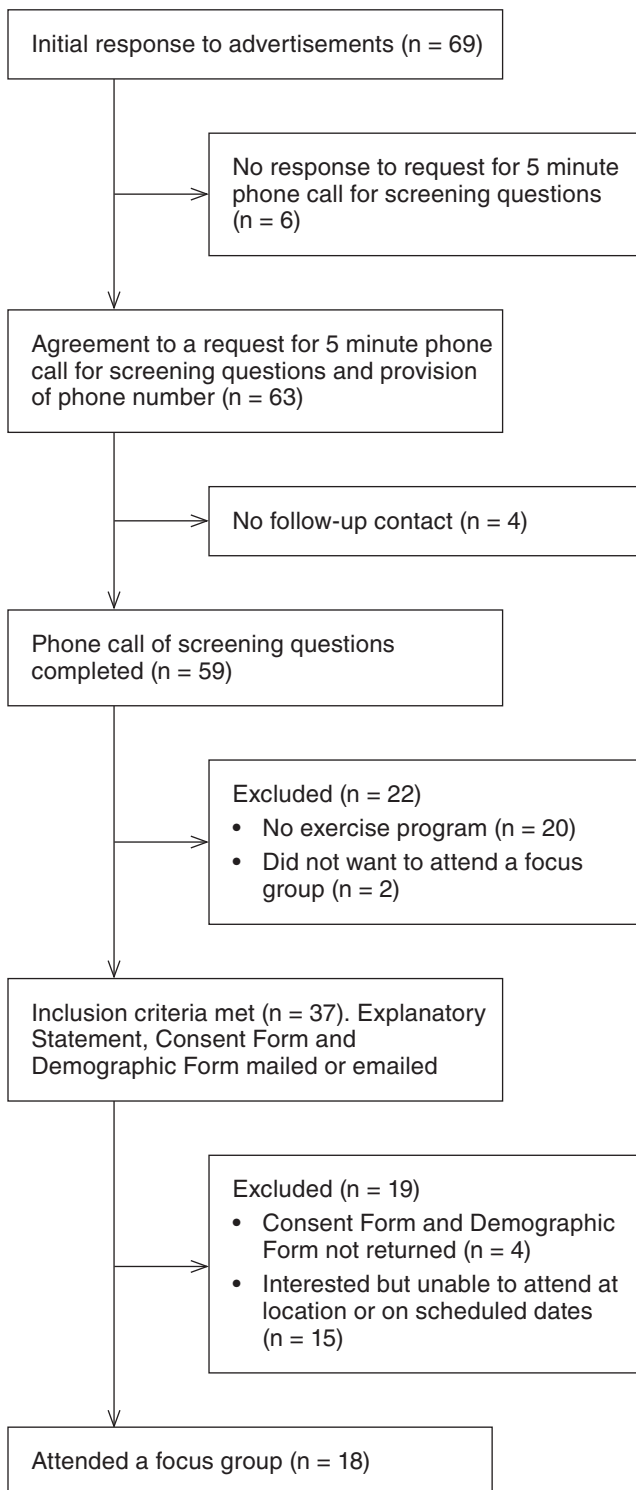 Initial response to advertisements (n = 69)
No response to request for 5 minute
phone call for screening questions
(n = 6)
Agreement to a request for 5 minute phone
call for screening questions and provision
of phone number (n = 63)
No follow-up contact (n = 4)
Phone call of screening questions
completed (n = 59)
Excluded (n = 22)
• No exercise program (n = 20)
• Did not want to attend a focus
group (n = 2)
Inclusion criteria met (n = 37). Explanatory
Statement, Consent Form and
Demographic Form mailed or emailed
Excluded (n = 19)
• Consent Form and Demographic
Form not returned (n = 4)
• Interested but unable to attend at
location or on scheduled dates
(n = 15)
Attended a focus group (n = 18)